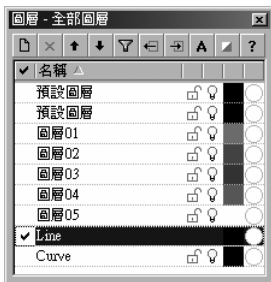 圖層 - 全部圖層
A ?
名稱
預設圖層
預設圖層
圖層01
圖層02
圖層03
圖層04
圖層05
Line
Curve